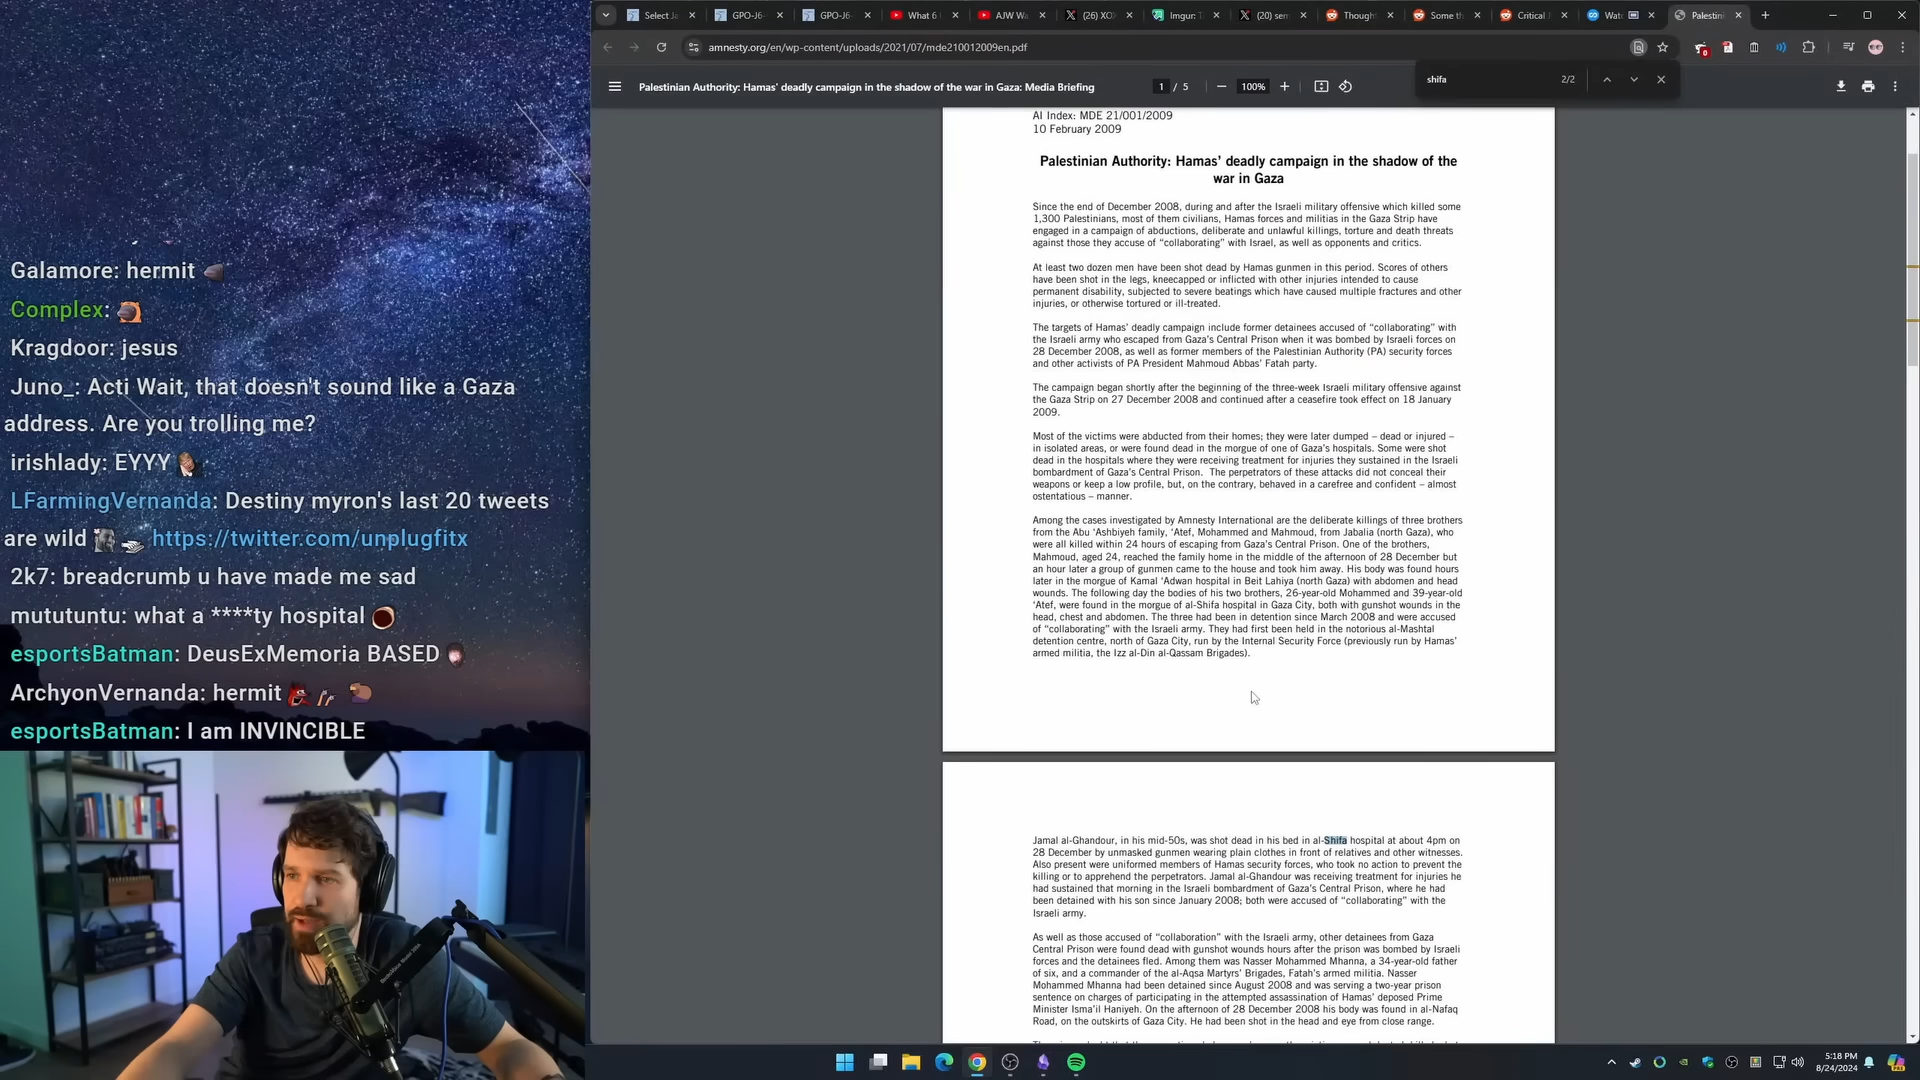 Select J
GPO-J6-
GPO-J6-
What 6
AJW Wa
(26) XO
Imgur: T
(20) sen
Though
Some th
Critical
Watc
Palestini
amnesty.org/en/wp-content/uploads/2021/07/mde210012009en.pdf
shifa
2/2
Palestinian Authority: Hamas' deadly campaign in the shadow of the war in Gaza: Media Briefing
1 / 5
100%
AI Index: MDE 21/001/2009
10 February 2009
Palestinian Authority: Hamas' deadly campaign in the shadow of the
war in Gaza
Since the end of December 2008, during and after the Israeli military offensive which killed some
1,300 Palestinians, most of them civilians, Hamas forces and militias in the Gaza Strip have
engaged in a campaign of abductions, deliberate and unlawful killings, torture and death threats
against those they accuse of “collaborating” with Israel, as well as opponents and critics.
At least two dozen men have been shot dead by Hamas gunmen in this period. Scores of others
have been shot in the legs, kneecapped or inflicted with other injuries intended to cause
permanent disability, subjected to severe beatings which have caused multiple fractures and other
injuries, or otherwise tortured or ill-treated.
The targets of Hamas' deadly campaign include former detainees accused of “collaborating” with
the Israeli army who escaped from Gaza's Central Prison when it was bombed by Israeli forces on
28 December 2008, as well as former members of the Palestinian Authority (PA) security forces
and other activists of PA President Mahmoud Abbas' Fatah party.
The campaign began shortly after the beginning of the three-week Israeli military offensive against
the Gaza Strip on 27 December 2008 and continued after a ceasefire took effect on 18 January
2009.
Most of the victims were abducted from their homes; they were later dumped – dead or injured –
in isolated areas, or were found dead in the morgue of one of Gaza's hospitals. Some were shot
dead in the hospitals where they were receiving treatment for injuries they sustained in the Israeli
bombardment of Gaza's Central Prison. The perpetrators of these attacks did not conceal their
weapons or keep a low profile, but, on the contrary, behaved in a carefree and confident – almost
ostentatious – manner.
Among the cases investigated by Amnesty International are the deliberate killings of three brothers
from the Abu ‘Ashbiyeh family, ‘Atef, Mohammed and Mahmoud, from Jabalia (north Gaza), who
were all killed within 24 hours of escaping from Gaza's Central Prison. One of the brothers,
Mahmoud, aged 24, reached the family home in the middle of the afternoon of 28 December but
an hour later a group of gunmen came to the house and took him away. His body was found hours
later in the morgue of Kamal ‘Adwan hospital in Beit Lahiya (north Gaza) with abdomen and head
wounds. The following day the bodies of his two brothers, 26-year-old Mohammed and 39-year-old
‘Atef, were found in the morgue of al-Shifa hospital in Gaza City, both with gunshot wounds in the
head, chest and abdomen. The three had been in detention since March 2008 and were accused
of “collaborating” with the Israeli army. They had first been held in the notorious al-Mashtal
detention centre, north of Gaza City, run by the Internal Security Force (previously run by Hamas'
armed militia, the Izz al-Din al-Qassam Brigades).
Jamal al-Ghandour, in his mid-50s, was shot dead in his bed in al-Shifa hospital at about 4pm on
28 December by unmasked gunmen wearing plain clothes in front of relatives and other witnesses.
Also present were uniformed members of Hamas security forces, who took no action to prevent the
killing or to apprehend the perpetrators. Jamal al-Ghandour was receiving treatment for injuries he
had sustained that morning in the Israeli bombardment of Gaza's Central Prison, where he had
been detained with his son since January 2008; both were accused of “collaborating” with the
Israeli army.
As well as those accused of “collaboration” with the Israeli army, other detainees from Gaza
Central Prison were found dead with gunshot wounds hours after the prison was bombed by Israeli
forces and the detainees fled. Among them was Nasser Mohammed Mhanna, a 34-year-old father
of six, and a commander of the al-Aqsa Martyrs' Brigades, Fatah's armed militia. Nasser
Mohammed Mhanna had been detained since August 2008 and was serving a two-year prison
sentence on charges of participating in the attempted assassination of Hamas' deposed Prime
Minister Isma'il Haniyeh. On the afternoon of 28 December 2008 his body was found in al-Nafaq
Road, on the outskirts of Gaza City. He had been shot in the head and eye from close range.
Galamore: hermit
Complex:
Kragdoor: jesus
Juno_: Acti Wait, that doesn't sound like a Gaza
address. Are you trolling me?
irishlady: EYYY
LFarmingVernanda: Destiny myron's last 20 tweets
are wild https://twitter.com/unplugfitx
2k7: breadcrumb u have made me sad
mututuntu: what a ****ty hospital
esportsBatman: DeusExMemoria BASED
ArchyonVernanda: hermit
esportsBatman: I am INVINCIBLE
5:18 PM
8/24/2024